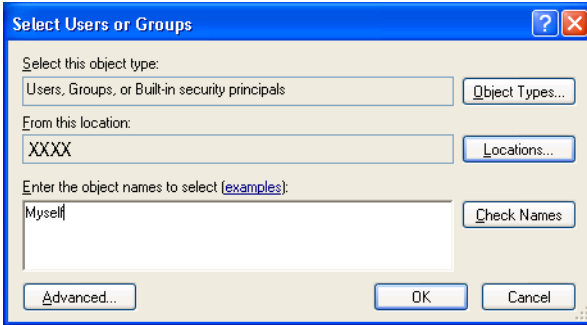 Select Users or Groups
Select this object type:
Users, Groups, or Built-in security principals
Object Types...
From this location:
XXXX
Locations...
Enter the object names to select (examples):
Myself
Check Names
Advanced...
OK
Cancel